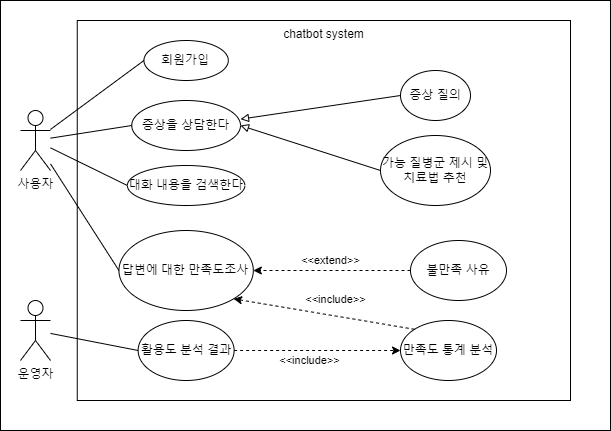 chatbot system
회원가입
증상 질의
증상을 상담한다
가능 질병군 제시 및
치료법 추천
사용자
대화 내용을 검색한다
<<extend>>
답변에 대한 만족도조사
불만족 사유
<<include>>
활용도 분석 결과
만족도 통계 분석
<<include>>
운영자